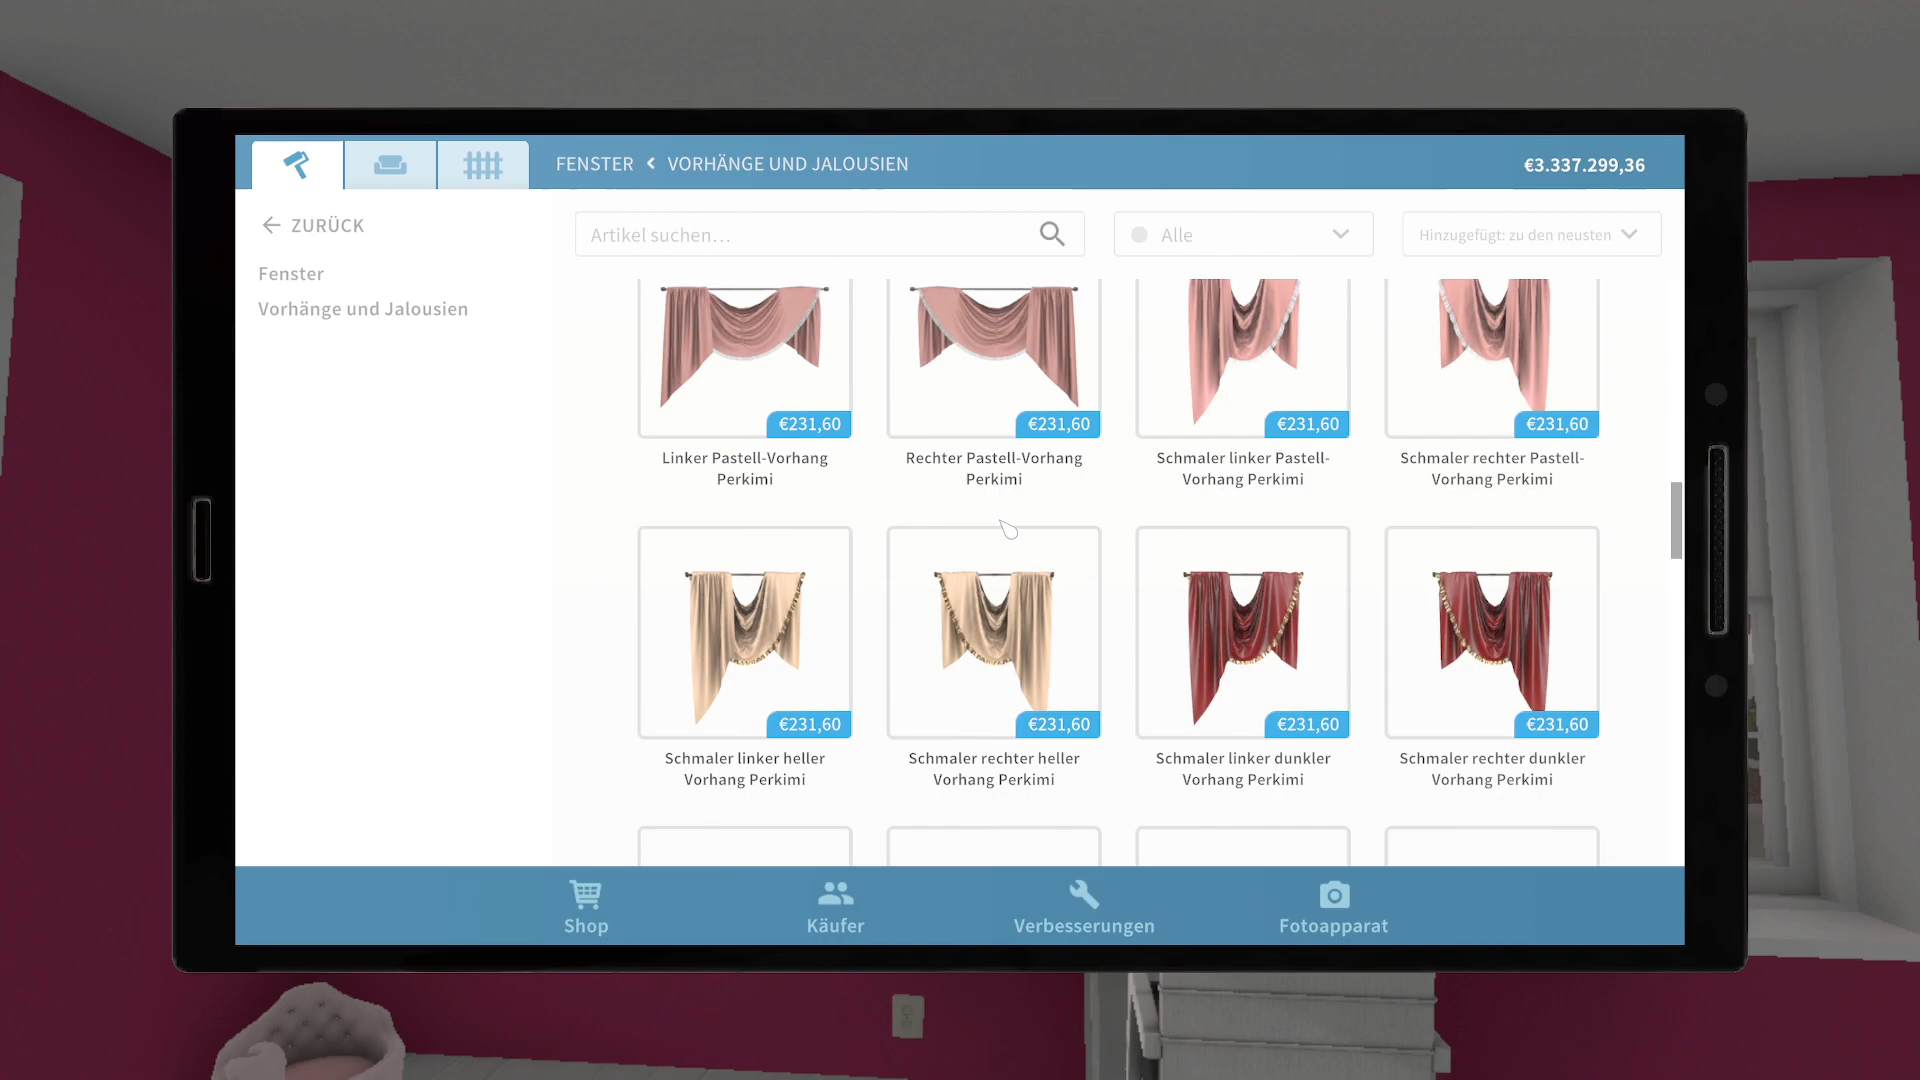 FENSTER < VORHÄNGE UND JALOUSIEN
€3.337.299,36
ZURÜCK
Artikel suchen...
Alle
Hinzugefügt: zu den neusten
Fenster
Vorhänge und Jalousien
€231,60
€231,60
€231,60
€231,60
Linker Pastell-Vorhang
Perkimi
Rechter Pastell-Vorhang
Perkimi
Schmaler linker Pastell-
Vorhang Perkimi
Schmaler rechter Pastell-
Vorhang Perkimi
€231,60
€231,60
€231,60
€231,60
Schmaler linker heller
Vorhang Perkimi
Schmaler rechter heller
Vorhang Perkimi
Schmaler linker dunkler
Vorhang Perkimi
Schmaler rechter dunkler
Vorhang Perkimi
Shop
Käufer
Verbesserungen
Fotoapparat